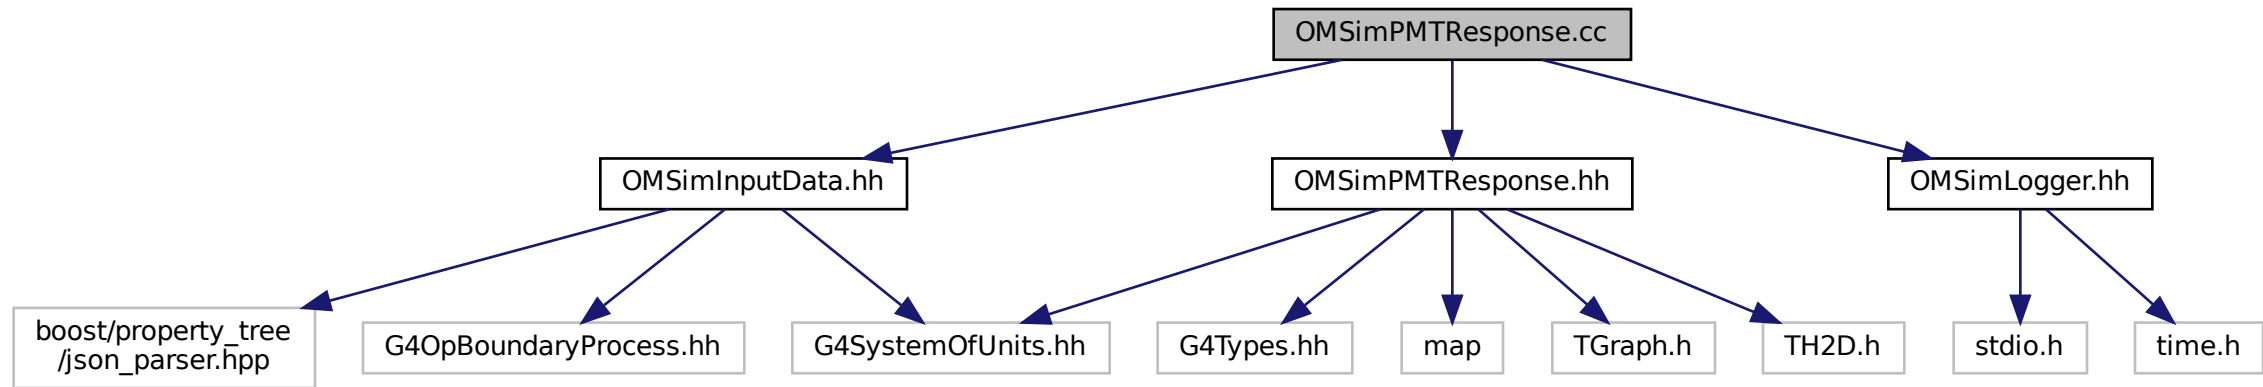 OMSimPMTResponse.cc
OMSimInputData.hh
OMSimPMTResponse.hh
OMSimLogger.hh
boost/property_tree
/json_parser.hpp
G4OpBoundaryProcess.hh
G4SystemOfUnits.hh
G4Types.hh
map
TGraph.h
TH2D.h
stdio.h
time.h